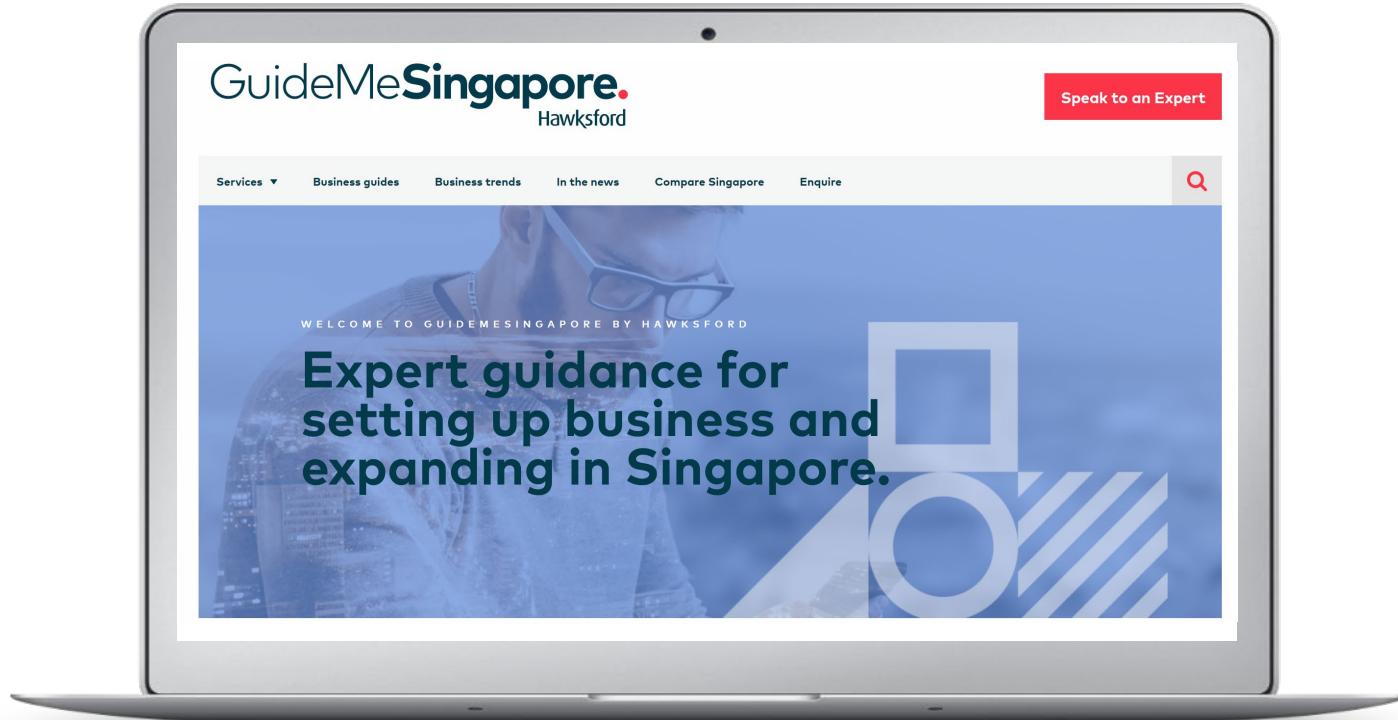 GuideMeSingapore.
Hawksford
Speak to an Expert
Services
Business guides
Business trends
In the news
Compare Singapore
Enquire
WELCOME TO GUIDEMESINGAPORE BY HAWKSFORD
Expert guidance for
setting up business and
expanding in Singapore.